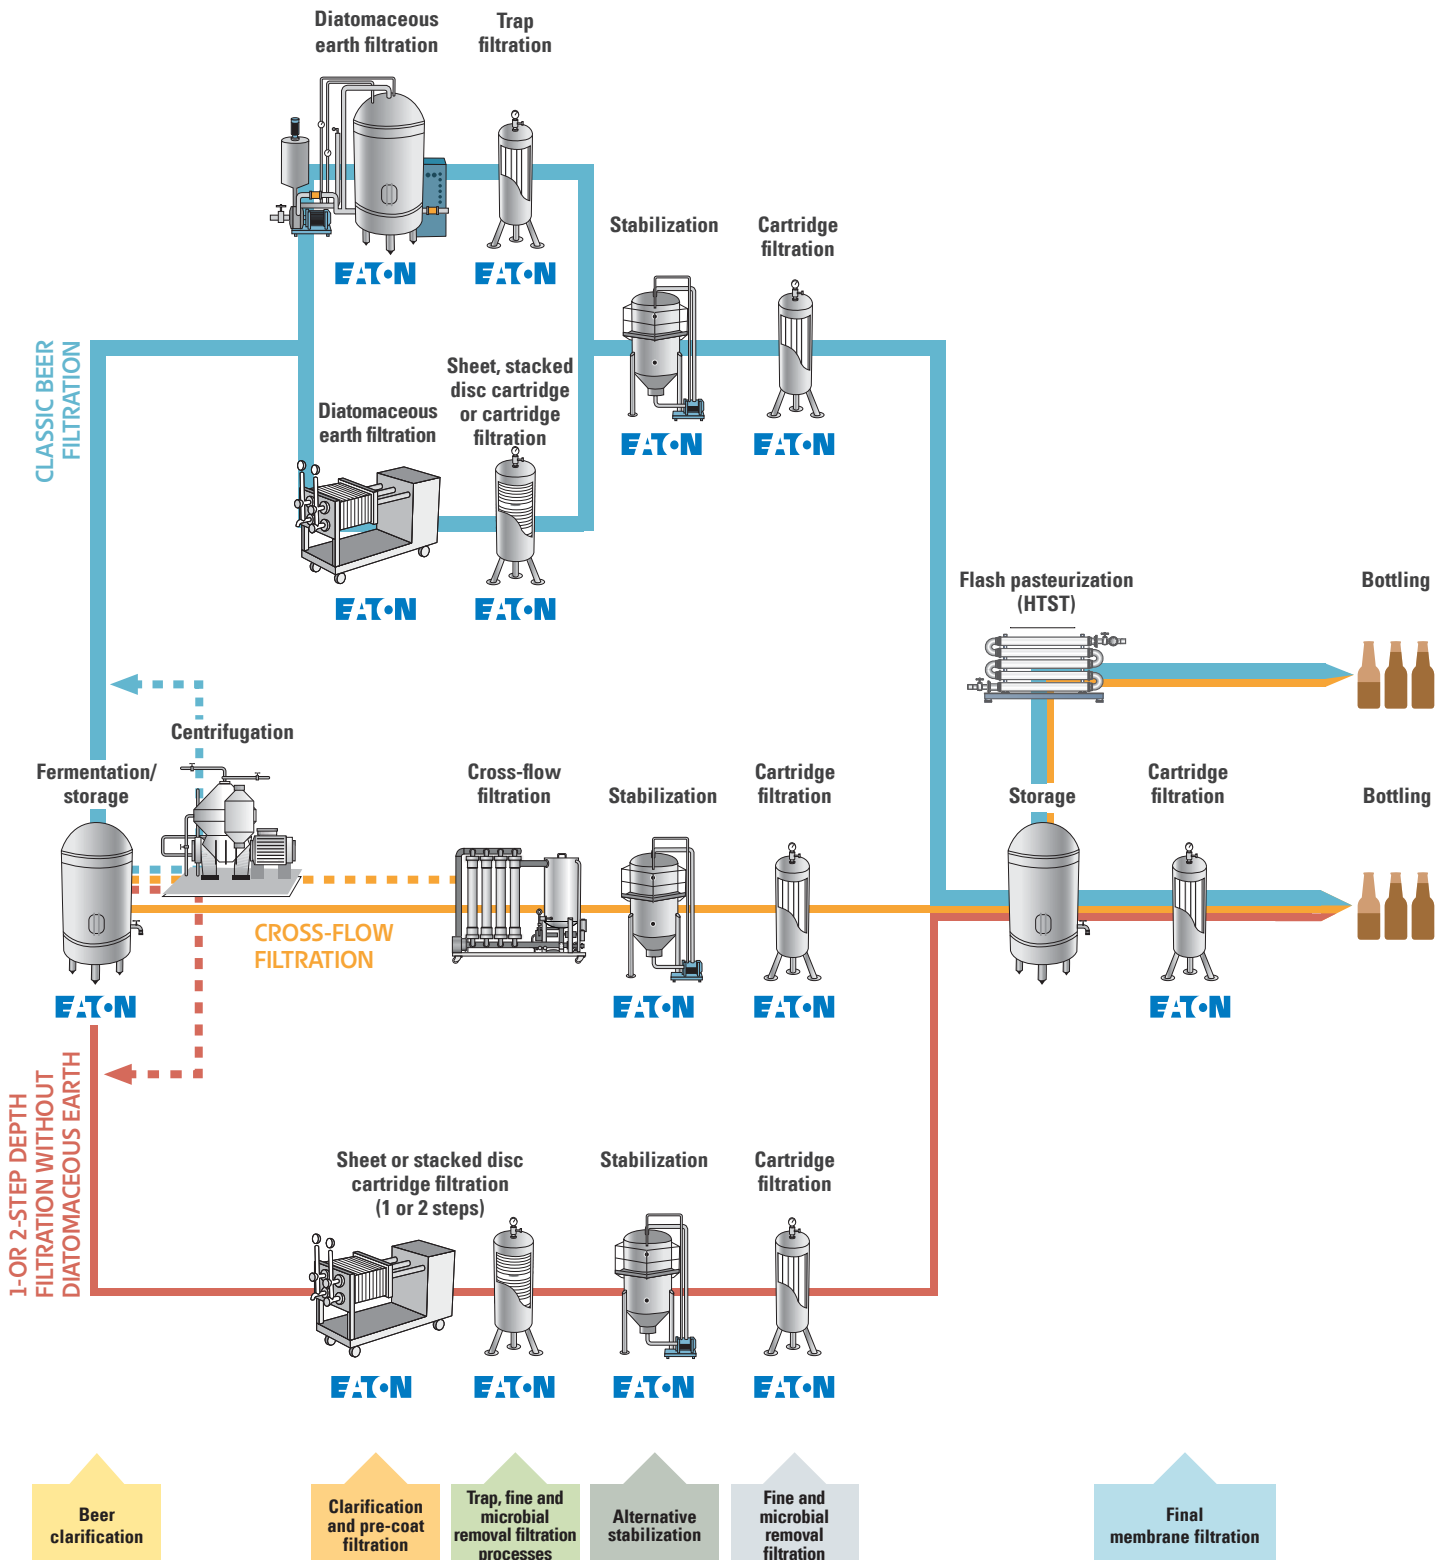 Diatomaceous
earth filtration
Trap
filtration
EATON
EATON
Stabilization
Cartridge
filtration
EATON
EATON
CLASSIC BEER
FILTRATION
Diatomaceous
earth filtration
Sheet, stacked
disc cartridge
or cartridge
filtration
EATON
EATON
Flash pasteurization
(HTST)
Bottling
Centrifugation
Fermentation/
storage
EATON
CROSS-FLOW
FILTRATION
Cross-flow
filtration
Stabilization
EATON
Cartridge
filtration
EATON
Storage
Cartridge
filtration
EATON
Bottling
1-OR 2-STEP DEPTH
FILTRATION WITHOUT
DIATOMACEOUS EARTH
Sheet or stacked disc
cartridge filtration
(1 or 2 steps)
Stabilization
Cartridge
filtration
EATON
EATON
EATON
EATON
Beer
clarification
Clarification
and pre-coat
filtration
Trap, fine and
microbial
removal filtration
processes
Alternative
stabilization
Fine and
microbial
removal
filtration
Final
membrane filtration